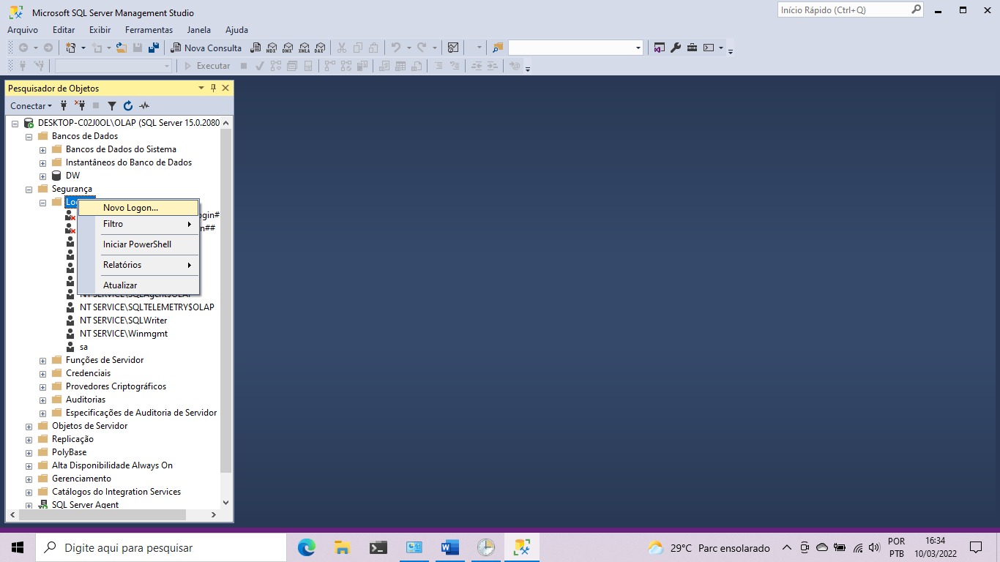 Microsoft SQL Server Management Studio
Início Rápido (Ctrl+Q)
Arquivo Editar Exibir Ferramentas Janela Ajuda
Nova Consulta MDX DMX XMLA DAX
Executar
Pesquisador de Objetos
Conectar
DESKTOP-C02J0OL\OLAP (SQL Server 15.0.2080
Bancos de Dados
Bancos de Dados do Sistema
Instantâneos do Banco de Dados
DW
Segurança
Novo Logon...
Filtro
Iniciar PowerShell
Relatórios
Atualizar
NT SERVICE\SQLAgent$OLAP
NT SERVICE\SQLTELEMETRY$OLAP
NT SERVICE\SQLWriter
NT SERVICE\Winmgmt
sa
Funções de Servidor
Credenciais
Provedores Criptográficos
Auditorias
Especificações de Auditoria de Servidor
Objetos de Servidor
Replicação
PolyBase
Alta Disponibilidade Always On
Gerenciamento
Catálogos do Integration Services
SQL Server Agent
Digite aqui para pesquisar
29°C Parc ensolarado
POR
PTB
16:34
10/03/2022